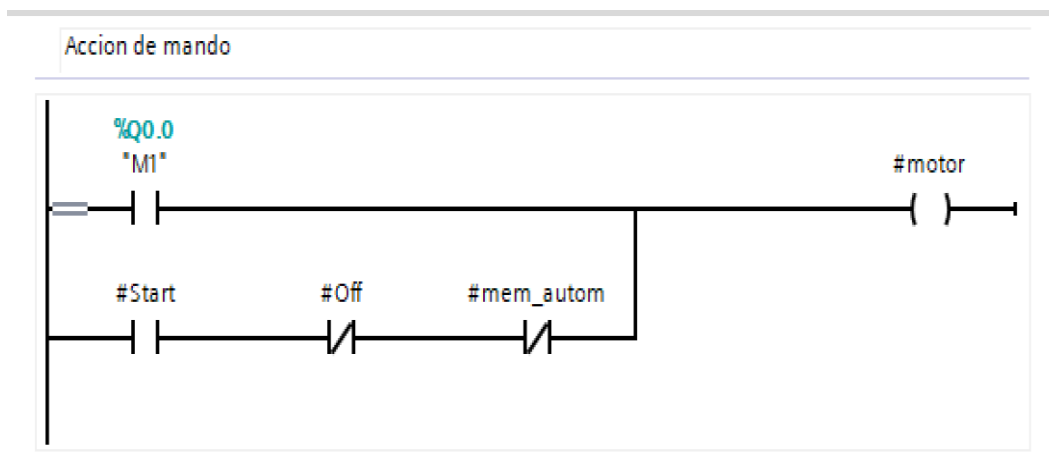 Accion de mando
%Q0.0
"M1"
#motor
#Start #Off #mem_autom